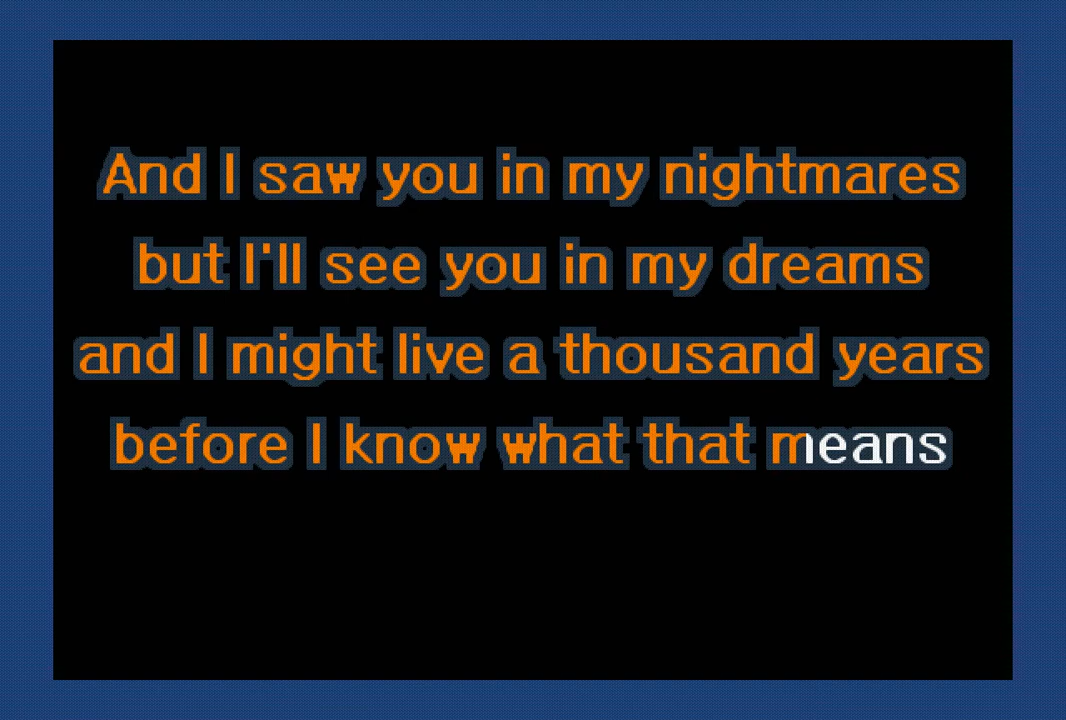 And I saw you in my nightmares
but I'll see you in my dreams
and I might live a thousand years
before I know what that means